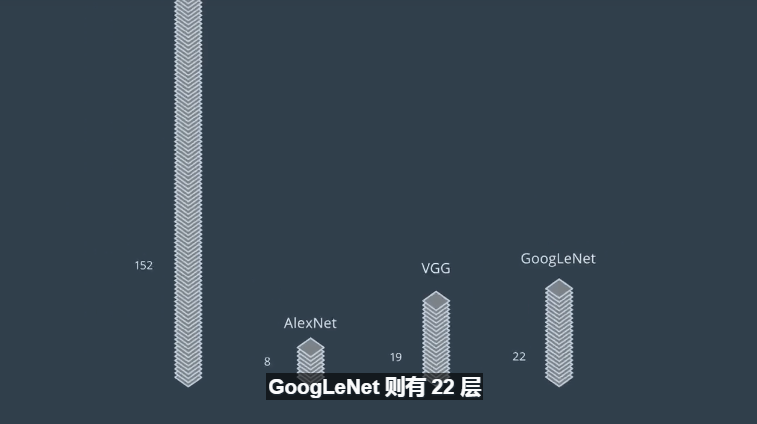 GoogLeNet
VGG
152
AlexNet
19
22
8
GoogLeNet 则有 22 层